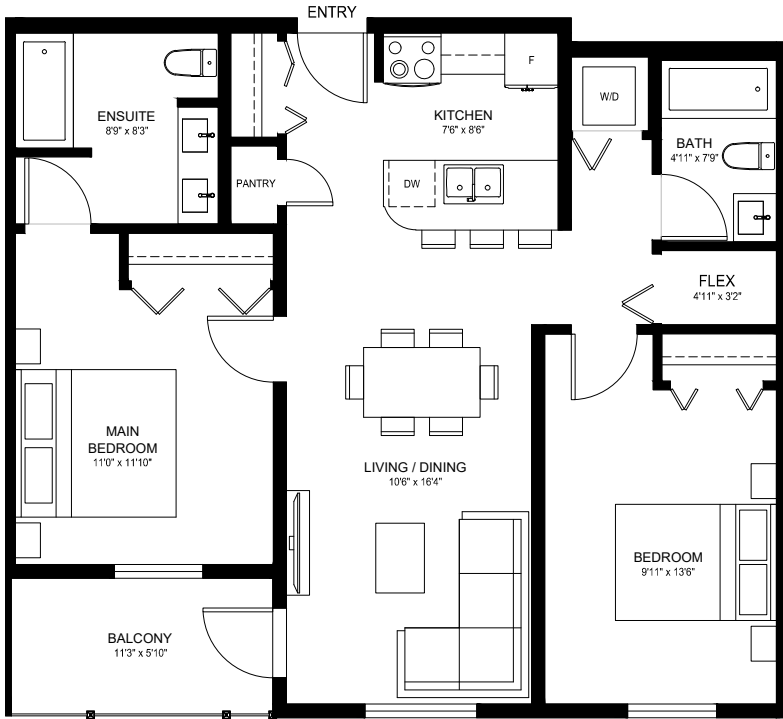 ENTRY
ENSUITE
8'9" x 8'3"
KITCHEN
7'6" x 8'6"
F
W/D
BATH
4'11" x 7'9"
PANTRY
DW
FLEX
4'11" x 3'2"
MAIN
BEDROOM
11'0" x 11'10"
LIVING / DINING
10'6" x 16'4"
BEDROOM
9'11" x 13'6"
BALCONY
11'3" x 5'10"